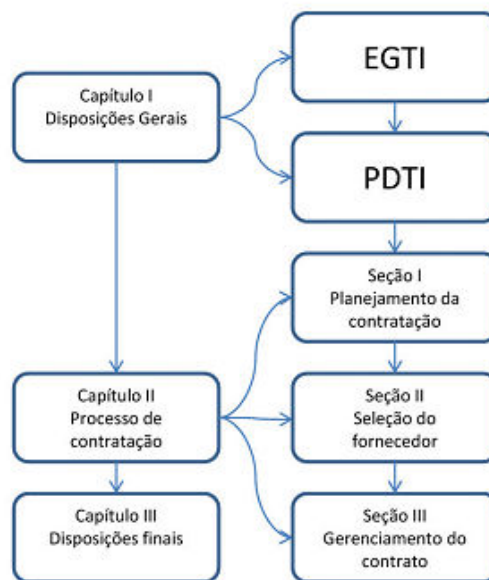 EGTI
Capítulo I
Disposições Gerais
PDTI
Seção I
Planejamento da
contratação
Capítulo II
Processo de
contratação
Seção II
Seleção do
fornecedor
Capítulo III
Disposições finais
Seção III
Gerenciamento do
contrato